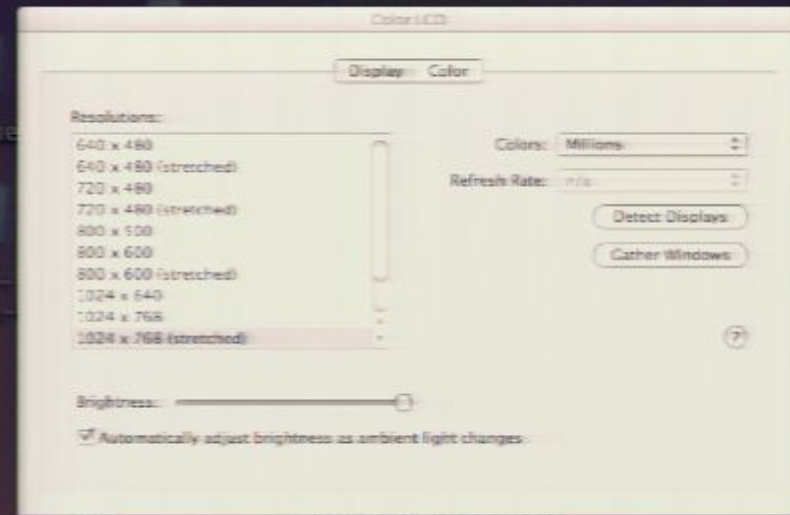 Color LCD
Display Color
Resolutions:
640 x 480
640 x 480 (stretched)
720 x 480
720 x 480 (stretched)
800 x 500
800 x 600
800 x 600 (stretched)
1024 x 640
1024 x 768
1024 x 768 (stretched)
Colors: Millions
Refresh Rate: n/a
Detect Displays
Gather Windows
?
Brightness:
Automatically adjust brightness as ambient light changes